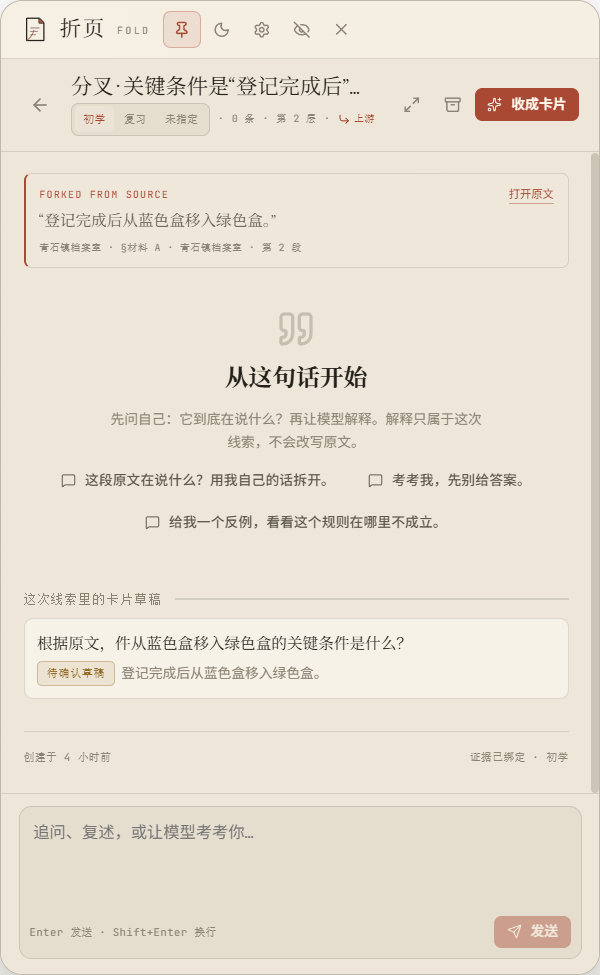 折页 FOLD
分叉·关键条件是“登记完成后”…
初学 复习 未指定 · 0 条 · 第 2 层 · 上游
收成卡片
FORKED FROM SOURCE
打开原文
“登记完成后从蓝色盒移入绿色盒。”
青石镇档案室 · §材料 A · 青石镇档案室 · 第 2 段
从这句话开始
先问自己：它到底在说什么？再让模型解释。解释只属于这次
线索，不会改写原文。
这段原文在说什么？用我自己的话拆开。
考考我，先别给答案。
给我一个反例，看看这个规则在哪里不成立。
这次线索里的卡片草稿
根据原文，件从蓝色盒移入绿色盒的关键条件是什么？
待确认草稿 登记完成后从蓝色盒移入绿色盒。
创建于 4 小时前
证据已绑定 · 初学
追问、复述，或让模型考考你…
Enter 发送 · Shift+Enter 换行
发送